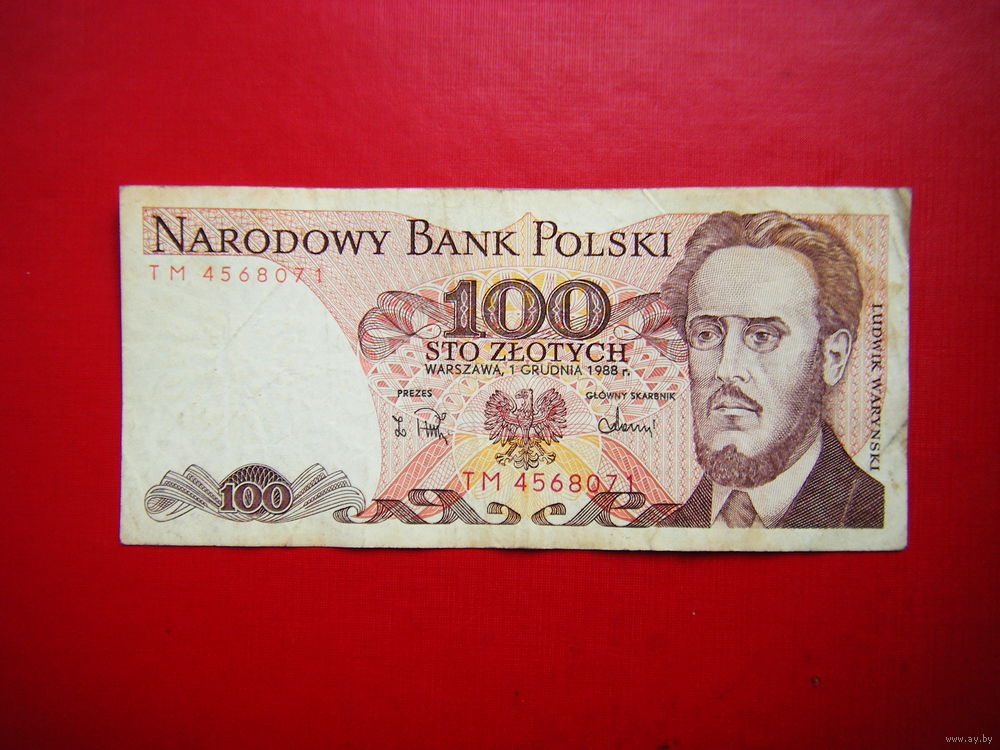 NARODOWY BANK POLSKI
TM 4568071
100
STO ZŁOTYCH
WARSZAWA, 1 GRUDNIA 1988 r.
PREZES
GŁÓWNY SKARBNIK
TM 4568071
100
LUDWIK WARYŃSKI
www.ay.by